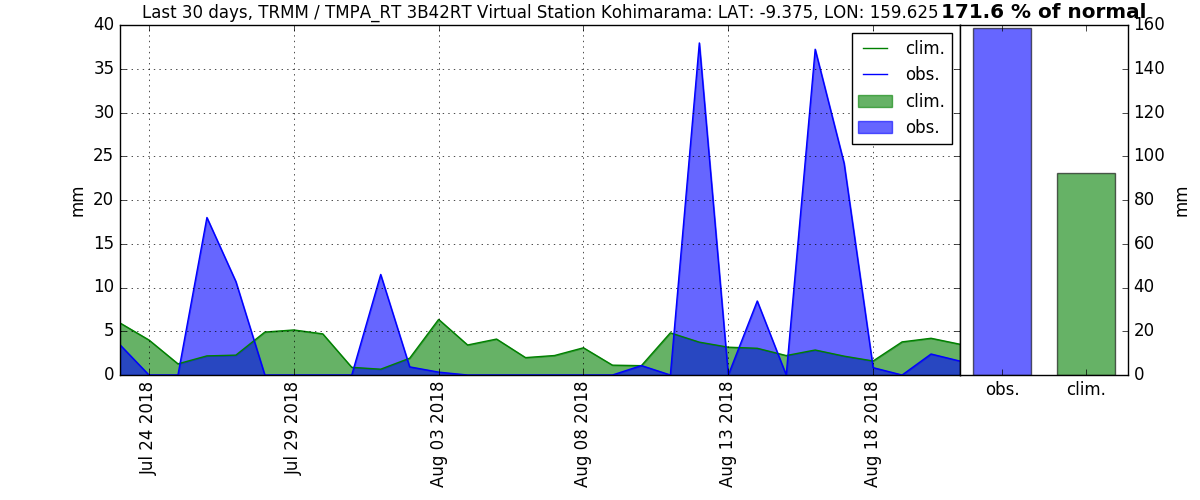 Last 30 days, TRMM / TMPA_RT 3B42RT Virtual Station Kohimarama: LAT: -9.375, LON: 159.625
171.6 % of normal
40
35
30
25
20
15
10
5
0
mm
Jul 24 2018
Jul 29 2018
Aug 03 2018
Aug 08 2018
Aug 13 2018
Aug 18 2018
clim.
obs.
clim.
obs.
160
140
120
100
80
60
40
20
0
mm
obs.
clim.